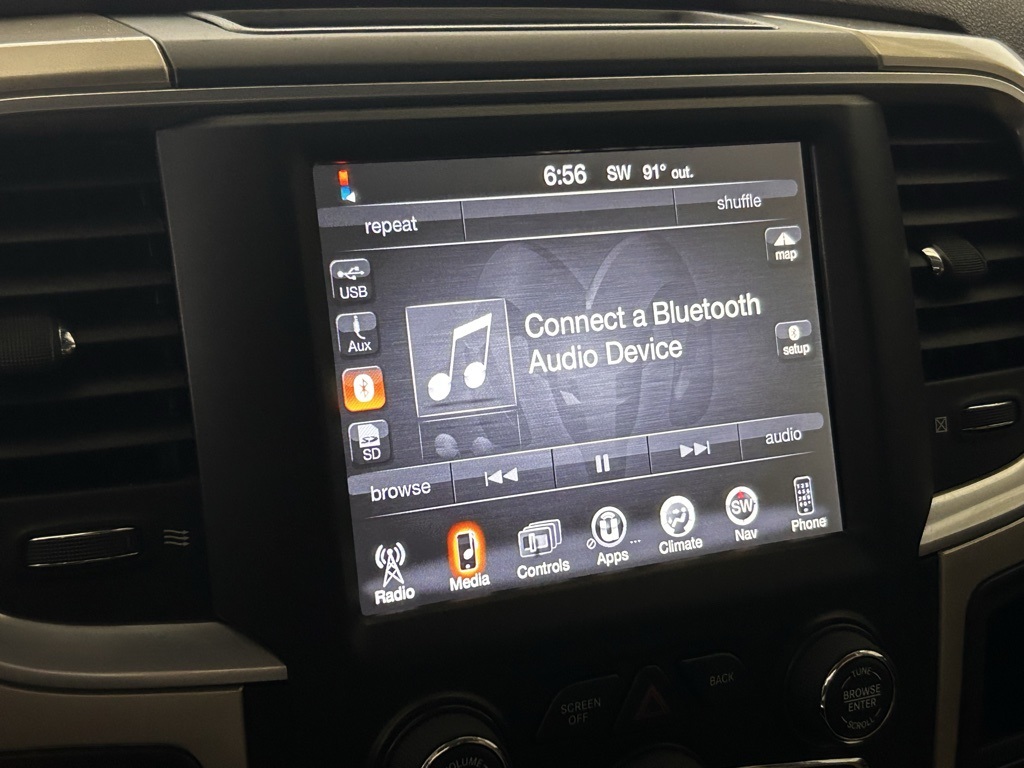 6:56 SW 91° out.
repeat
shuffle
map
USB
Aux
Connect a Bluetooth
Audio Device
setup
SD
browse
audio
Radio
Media
Controls
Apps ...
Climate
SW
Nav
Phone
SCREEN
OFF
BACK
TUNE
BROWSE
ENTER
SCROLL
VOLUME